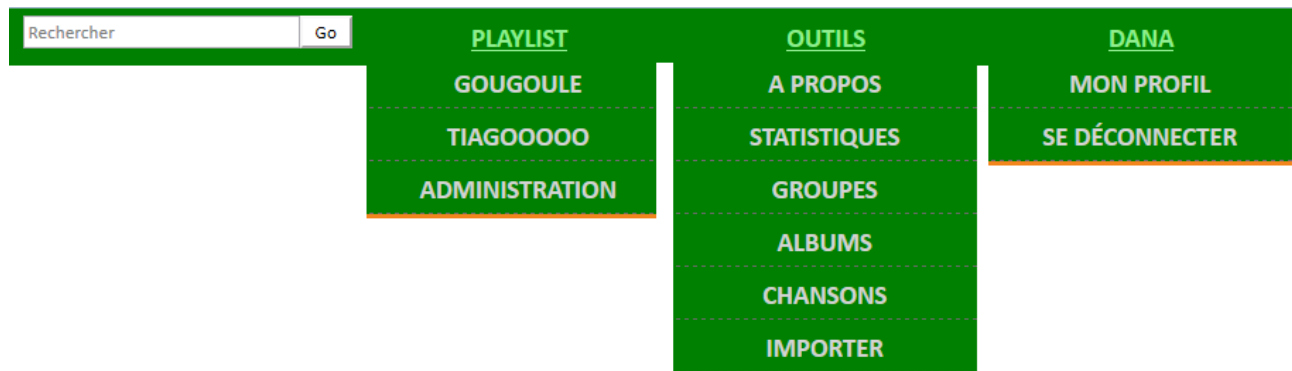 Rechercher Go PLAYLIST OUTILS DANA
GOUGOULE A PROPOS MON PROFIL
TIAGOOOOO STATISTIQUES SE DÉCONNECTER
ADMINISTRATION GROUPES
ALBUMS
CHANSONS
IMPORTER